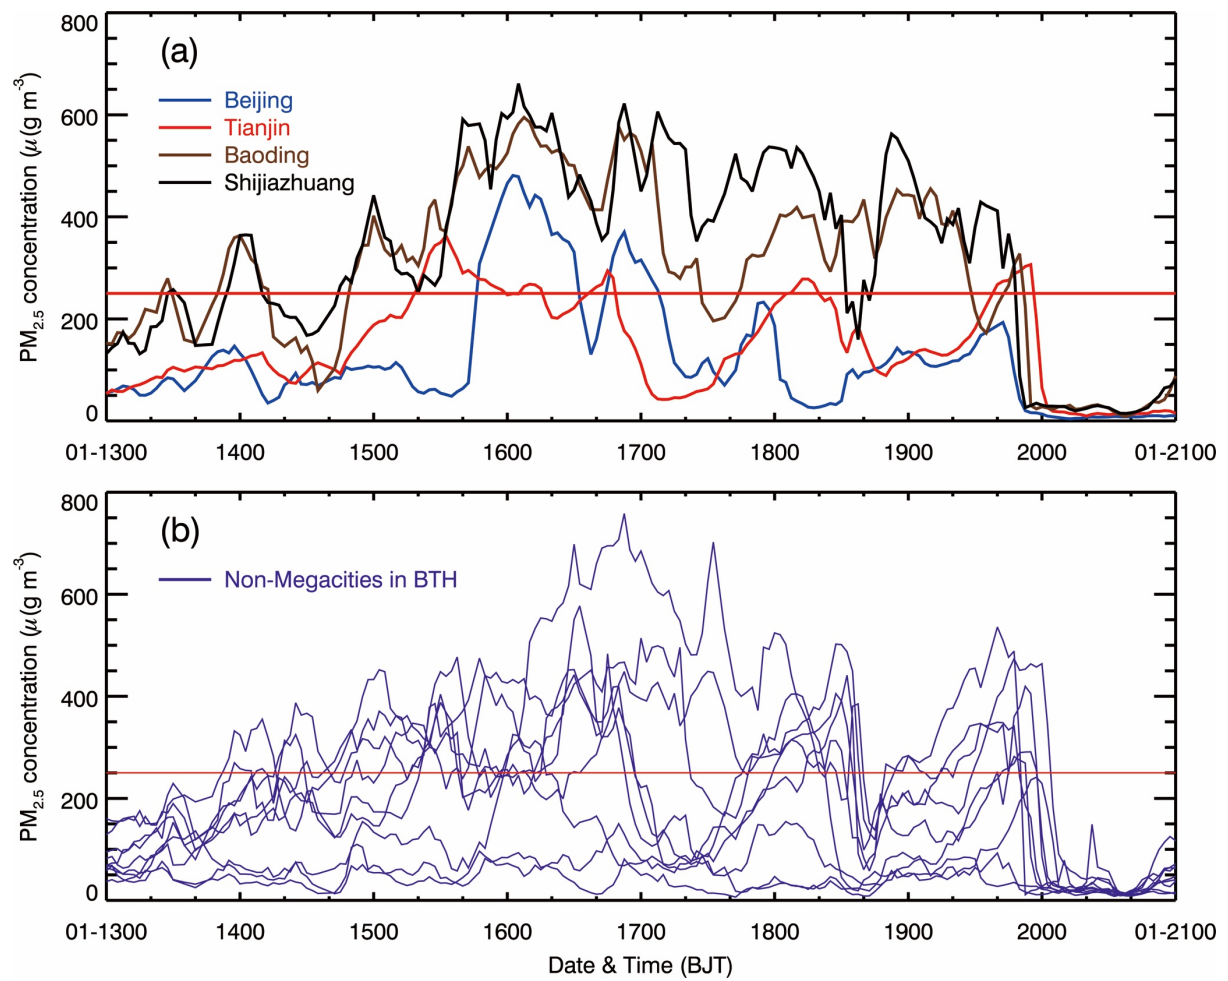 800
(a)
Beijing
600
Tianjin
Baoding
Shijiazhuang
400
200
0
PM2.5 concentration (μ(g m-3)
01-1300 1400 1500 1600 1700 1800 1900 2000 01-2100
800
(b)
Non-Megacities in BTH
600
400
200
0
PM2.5 concentration (μ(g m-3)
01-1300 1400 1500 1600 1700 1800 1900 2000 01-2100
Date & Time (BJT)